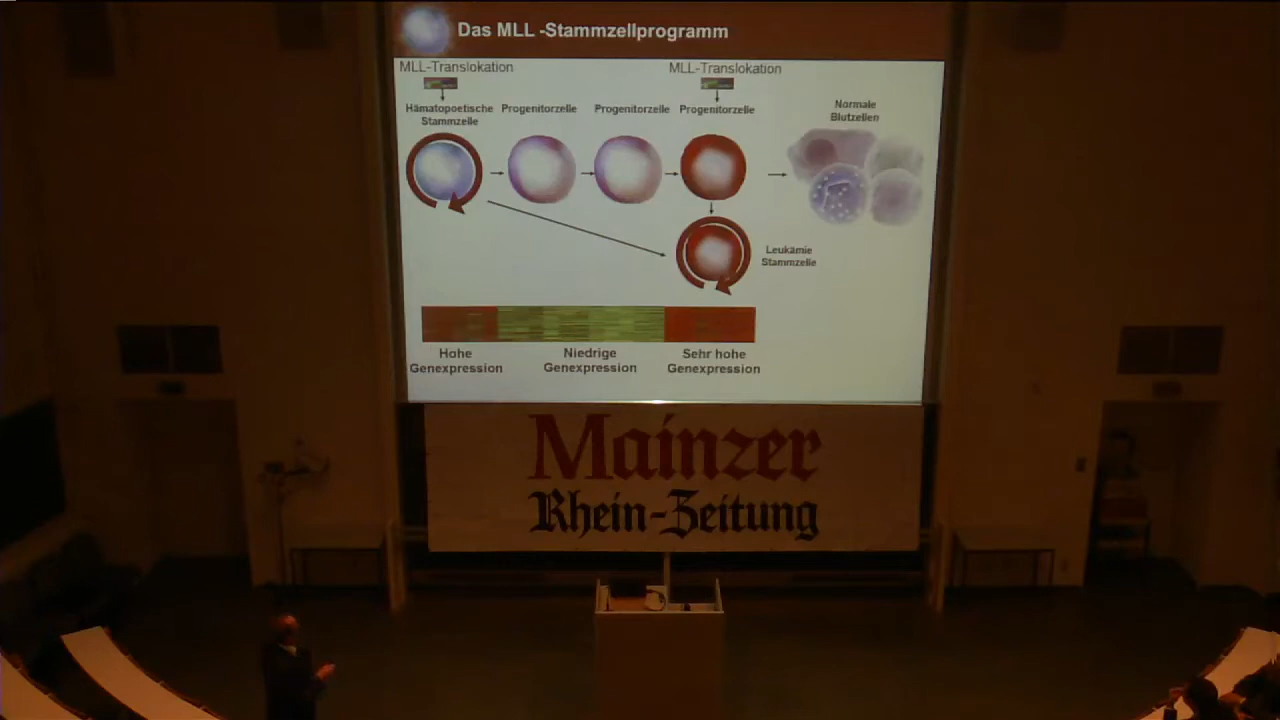 Das MLL -Stammzellprogramm
MLL-Translokation
MLL-Translokation
Hämatopoetische
Stammzelle
Progenitorzelle
Progenitorzelle
Progenitorzelle
Normale
Blutzellen
Leukämie
Stammzelle
Hohe
Genexpression
Niedrige
Genexpression
Sehr hohe
Genexpression
Mainzer
Rhein-Zeitung